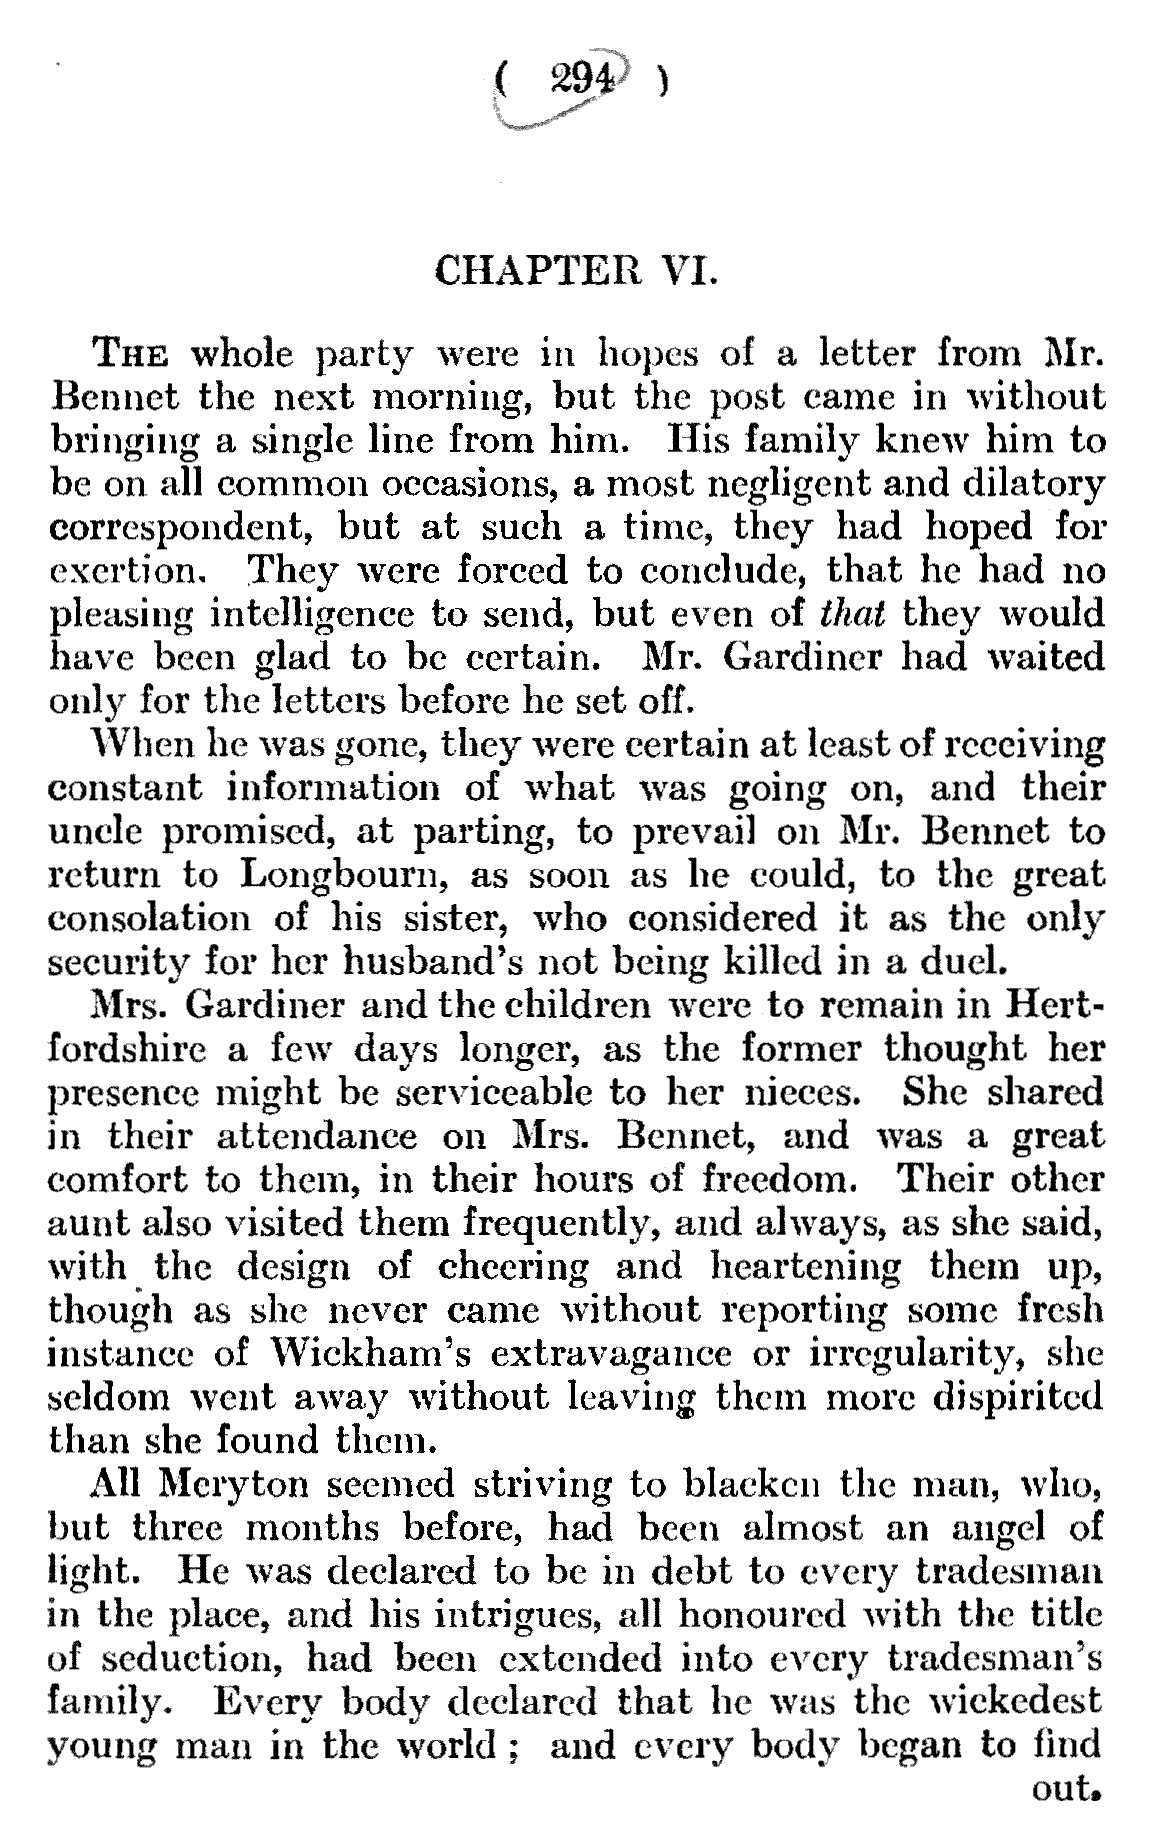 ( 294 )
CHAPTER VI.
THE whole party were in hopes of a letter from Mr.
Bennet the next morning, but the post came in without
bringing a single line from him. His family knew him to
be on all common occasions, a most negligent and dilatory
correspondent, but at such a time, they had hoped for
exertion. They were forced to conclude, that he had no
pleasing intelligence to send, but even of that they would
have been glad to be certain. Mr. Gardiner had waited
only for the letters before he set off.
When he was gone, they were certain at least of receiving
constant information of what was going on, and their
uncle promised, at parting, to prevail on Mr. Bennet to
return to Longbourn, as soon as he could, to the great
consolation of his sister, who considered it as the only
security for her husband's not being killed in a duel.
Mrs. Gardiner and the children were to remain in Hert-
fordshire a few days longer, as the former thought her
presence might be serviceable to her nieces. She shared
in their attendance on Mrs. Bennet, and was a great
comfort to them, in their hours of freedom. Their other
aunt also visited them frequently, and always, as she said,
with the design of cheering and heartening them up,
though as she never came without reporting some fresh
instance of Wickham's extravagance or irregularity, she
seldom went away without leaving them more dispirited
than she found them.
All Meryton seemed striving to blacken the man, who,
but three months before, had been almost an angel of
light. He was declared to be in debt to every tradesman
in the place, and his intrigues, all honoured with the title
of seduction, had been extended into every tradesman's
family. Every body declared that he was the wickedest
young man in the world ; and every body began to find
out.